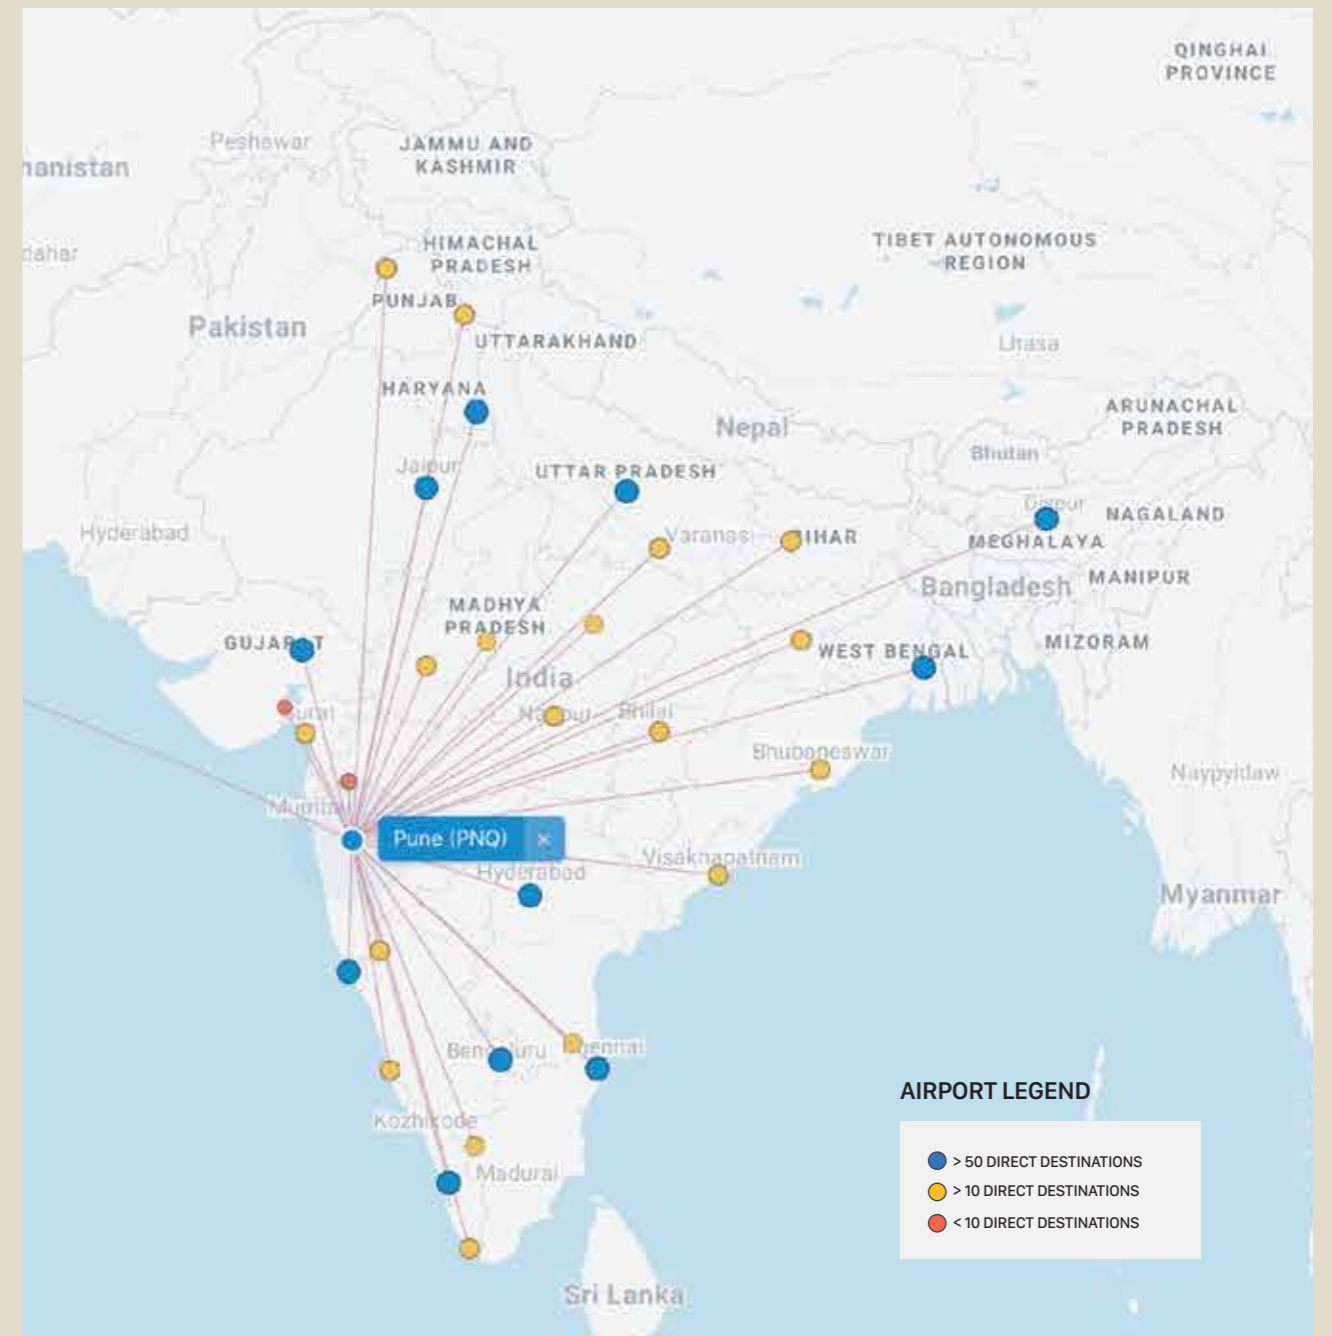 QINGHAI
PROVINCE
Peshawar
JAMMU AND
KASHMIR
hanistan
dahar
HIMACHAL
PRADESH
TIBET AUTONOMOUS
REGION
PUNJAB
Pakistan
UTTARAKHAND
Lhasa
HARYANA
Nepal
ARUNACHAL
PRADESH
Bhutan
Jaipur
UTTAR PRADESH
NAGALAND
Hyderabad
Varanasi
MEGHALAYA
MANIPUR
Bangladesh
MADHYA
PRADESH
WEST BENGAL
MIZORAM
India
Bhilai
Bhubaneswar
Naypyidaw
Mumbai
Pune (PNQ) ×
Hyderabad
Visakhapatnam
Myanmar
Kozhikode
Madurai
Sri Lanka
AIRPORT LEGEND
> 50 DIRECT DESTINATIONS
> 10 DIRECT DESTINATIONS
< 10 DIRECT DESTINATIONS